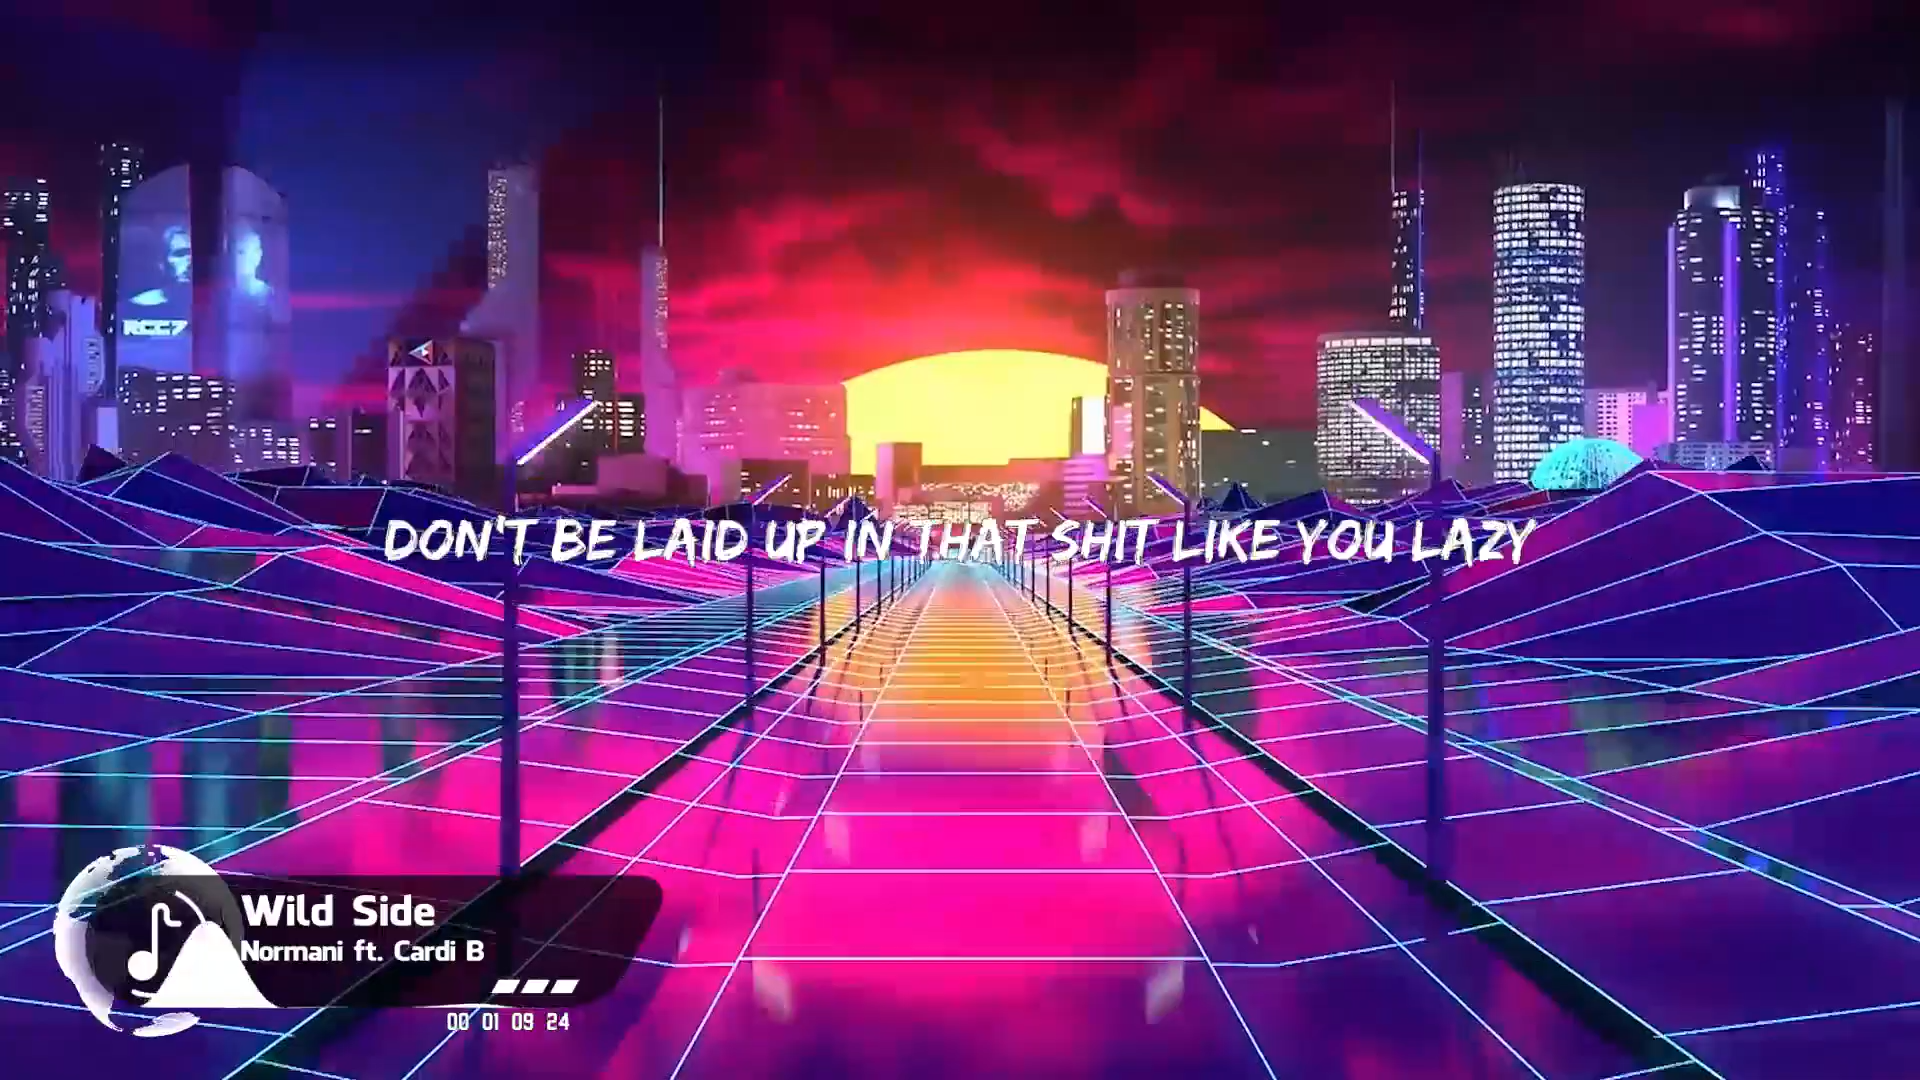 RCC7
DON'T BE LAID UP IN THAT SHIT LIKE YOU LAZY
Wild Side
Normani ft. Cardi B
00 01 09 24